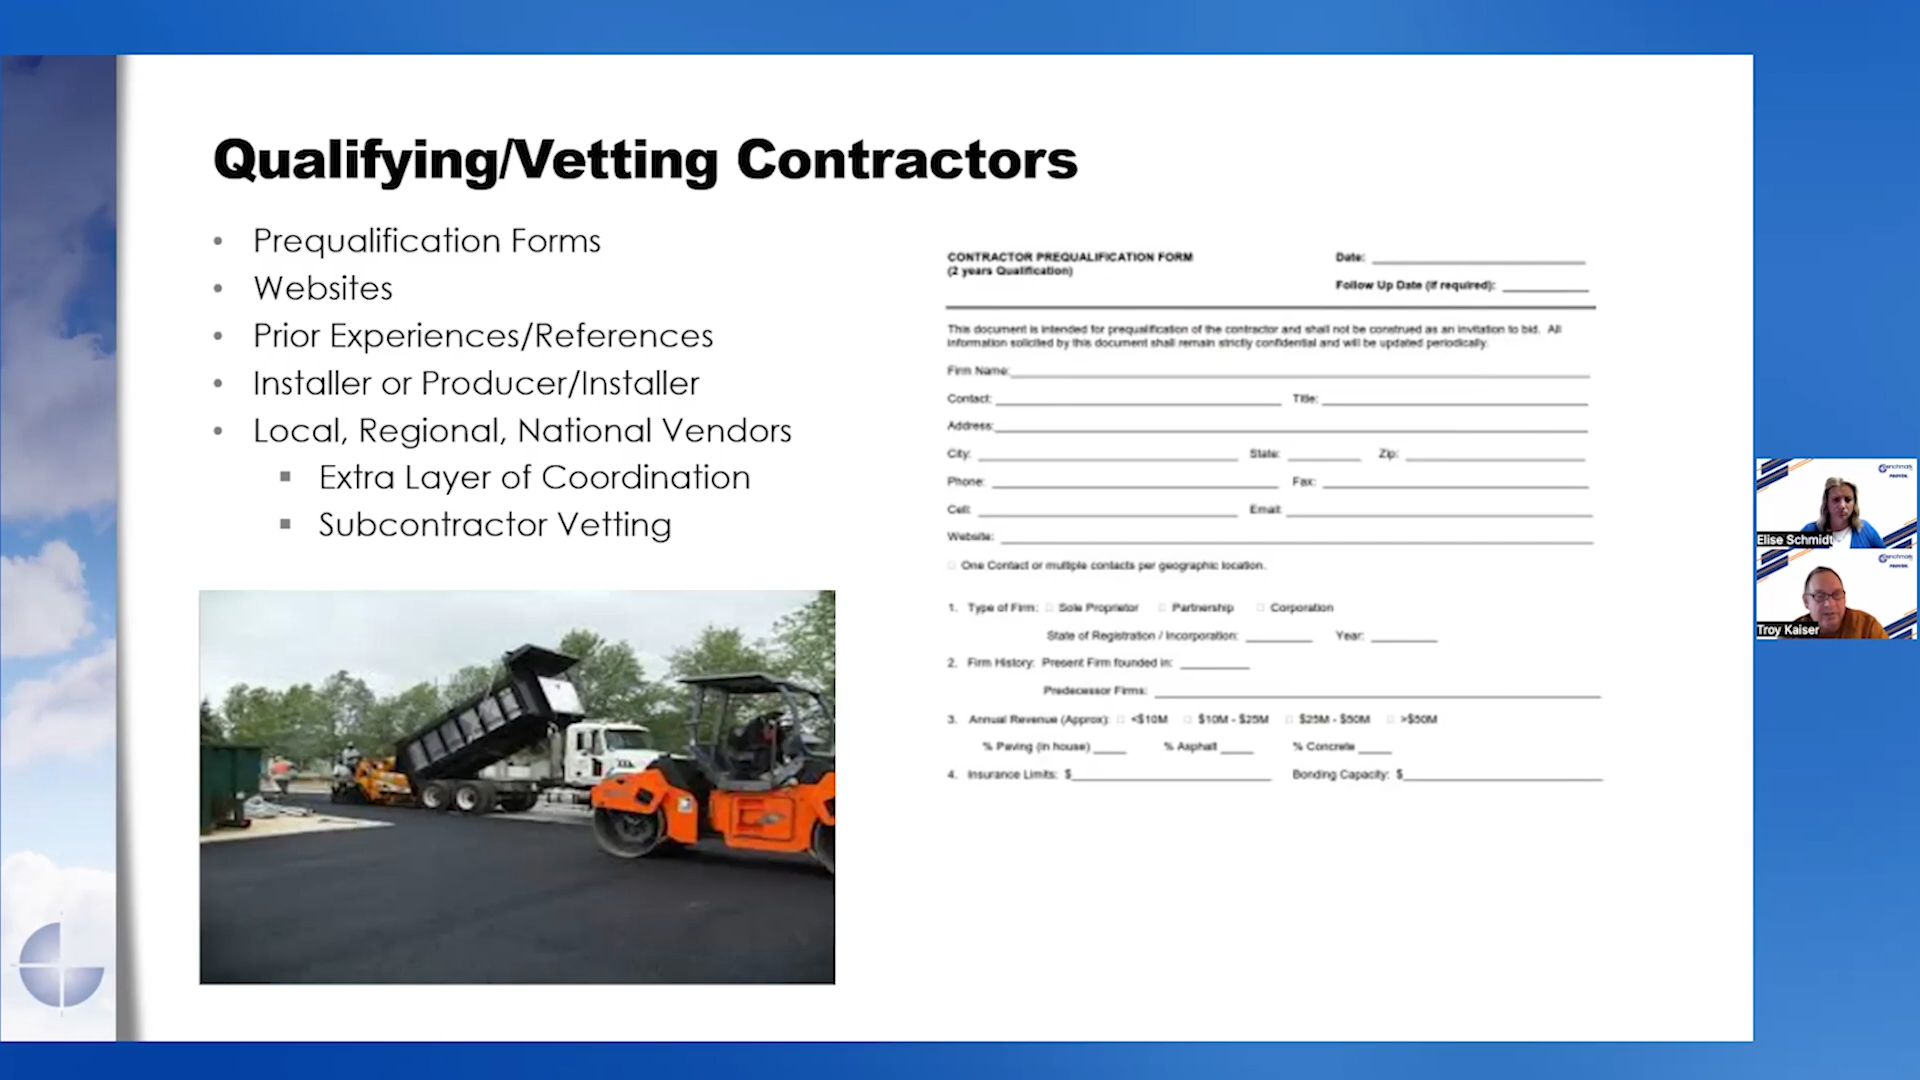 Qualifying/Vetting Contractors
• Prequalification Forms
• Websites
• Prior Experiences/References
• Installer or Producer/Installer
• Local, Regional, National Vendors
▪ Extra Layer of Coordination
▪ Subcontractor Vetting
CONTRACTOR PREQUALIFICATION FORM
(2 years Qualification)
Date:
Follow Up Date (if required):
This document is intended for prequalification of the contractor and shall not be construed as an invitation to bid. All
information solicited by this document shall remain strictly confidential and will be updated periodically.
Firm Name:
Contact: Title:
Address:
City: State: Zip:
Phone: Fax:
Cell: Email:
Website:
One Contact or multiple contacts per geographic location.
1. Type of Firm: Sole Proprietor Partnership Corporation
State of Registration / Incorporation: Year:
2. Firm History: Present Firm founded in:
Predecessor Firms:
3. Annual Revenue (Approx): <$10M $10M - $25M $25M - $50M >$50M
% Paving (in house) % Asphalt % Concrete
4. Insurance Limits: $ Bonding Capacity: $
Benchmark
PROVEN.
Elise Schmidt
Benchmark
PROVEN.
Troy Kaiser